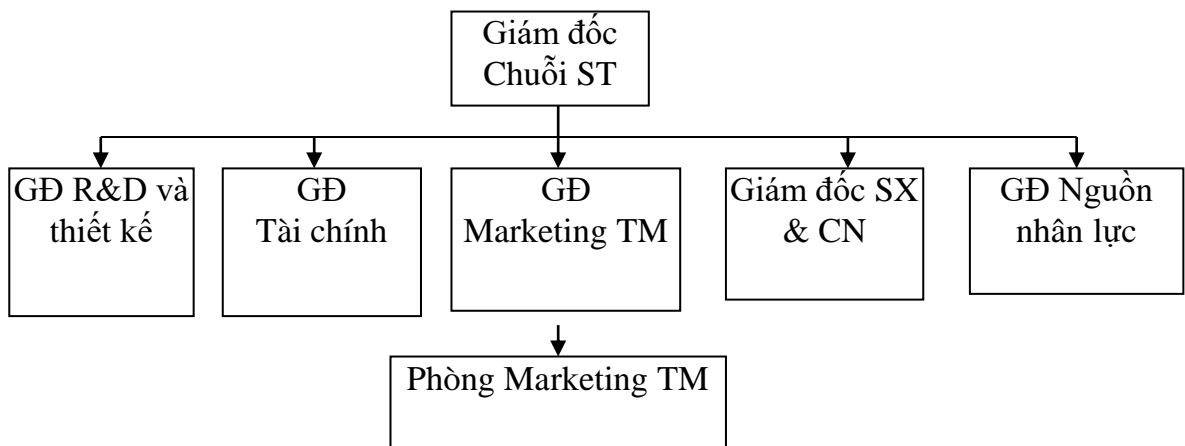 Giám đốc
Chuỗi ST
GĐ R&D và
thiết kế
GĐ
Tài chính
GĐ
Marketing TM
Giám đốc SX
& CN
GĐ Nguồn
nhân lực
Phòng Marketing TM